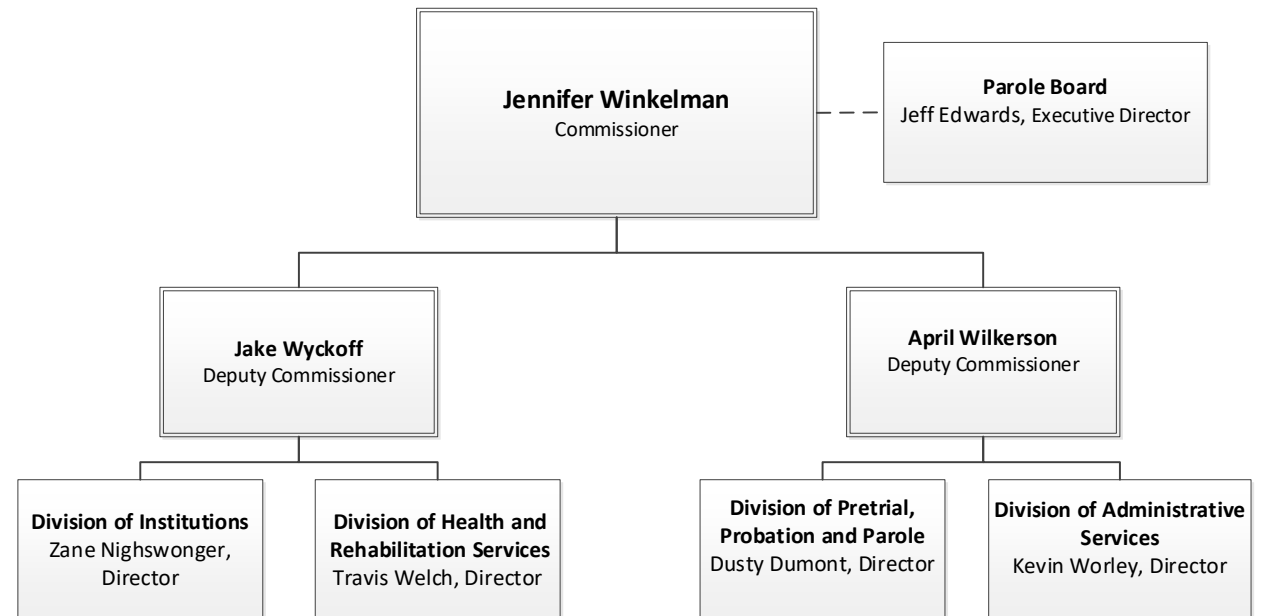 Jennifer Winkelman
Commissioner
Parole Board
Jeff Edwards, Executive Director
Jake Wyckoff
Deputy Commissioner
April Wilkerson
Deputy Commissioner
Division of Institutions
Zane Nighswonger,
Director
Division of Health and
Rehabilitation Services
Travis Welch, Director
Division of Pretrial,
Probation and Parole
Dusty Dumont, Director
Division of Administrative
Services
Kevin Worley, Director